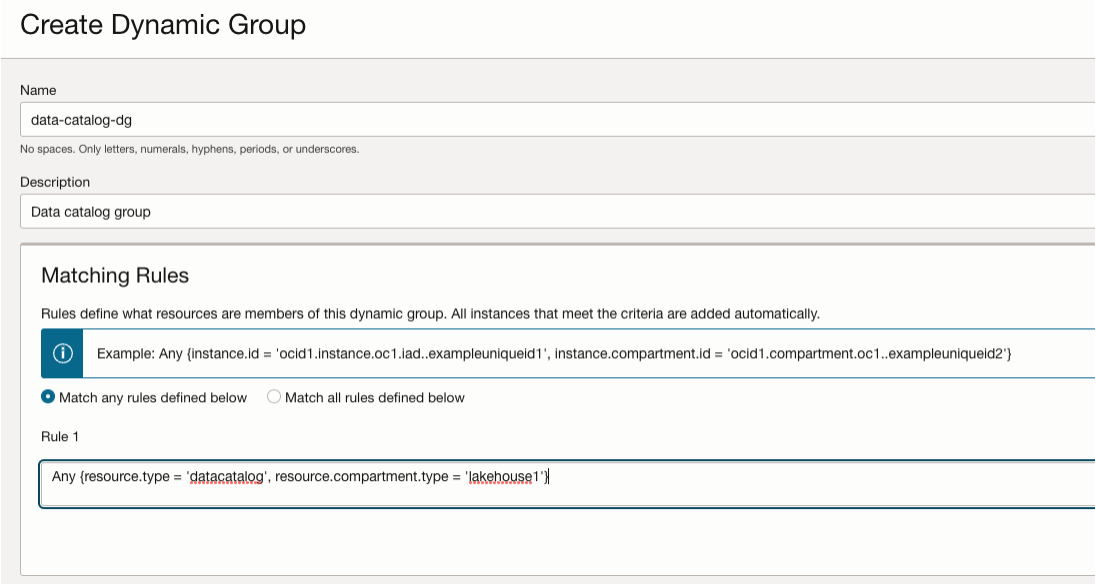 Create Dynamic Group
Name
data-catalog-dg
No spaces. Only letters, numerals, hyphens, periods, or underscores.
Description
Data catalog group
Matching Rules
Rules define what resources are members of this dynamic group. All instances that meet the criteria are added automatically.
Example: Any {instance.id = 'ocid1.instance.oc1.iad..exampleuniqueid1', instance.compartment.id = 'ocid1.compartment.oc1..exampleuniqueid2'}
Match any rules defined below Match all rules defined below
Rule 1
Any {resource.type = 'datacatalog', resource.compartment.type = 'lakehouse1'}